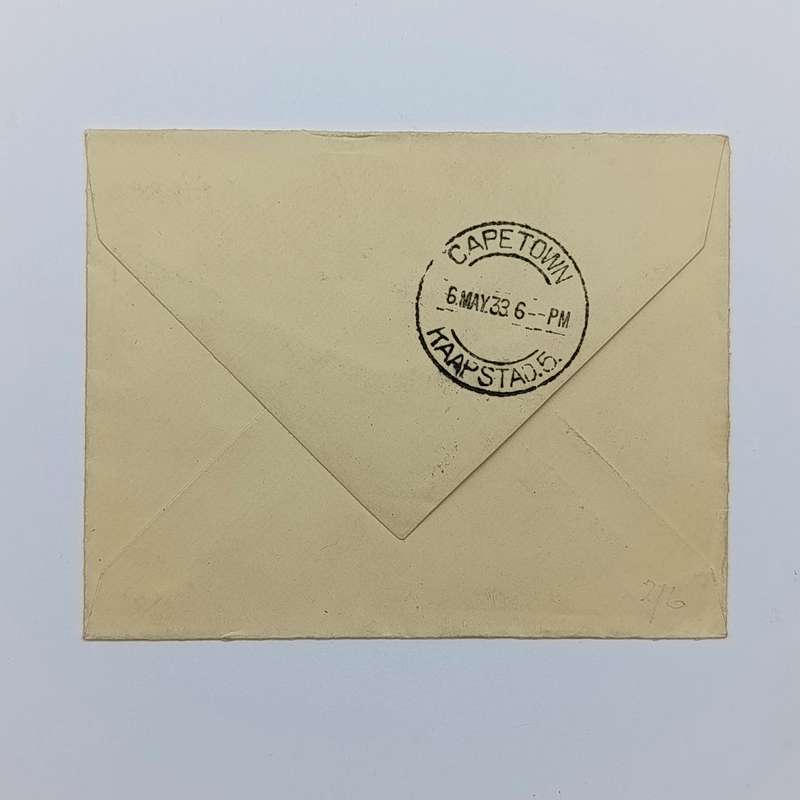 CAPETOWN
6.MAY.33.6--PM
KAAPSTAD.5.
2/6